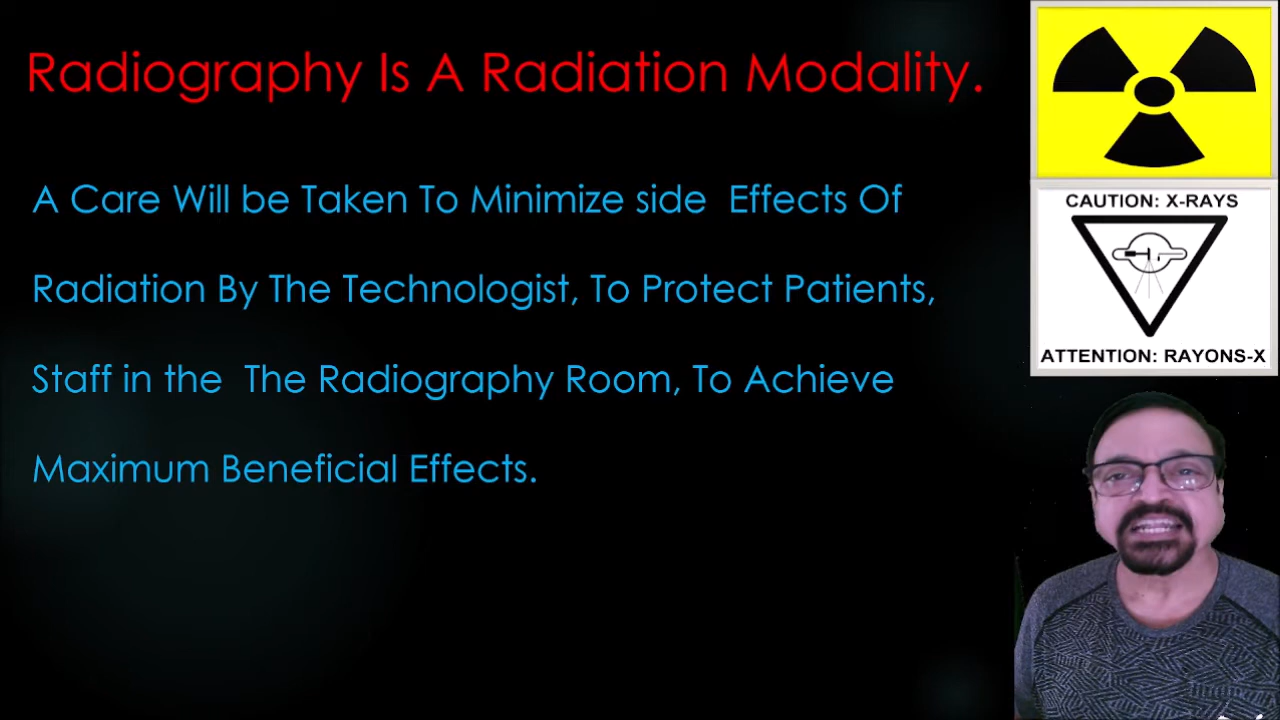 Radiography Is A Radiation Modality.
A Care Will be Taken To Minimize side Effects Of
Radiation By The Technologist, To Protect Patients,
Staff in the The Radiography Room, To Achieve
Maximum Beneficial Effects.
CAUTION: X-RAYS
ATTENTION: RAYONS-X